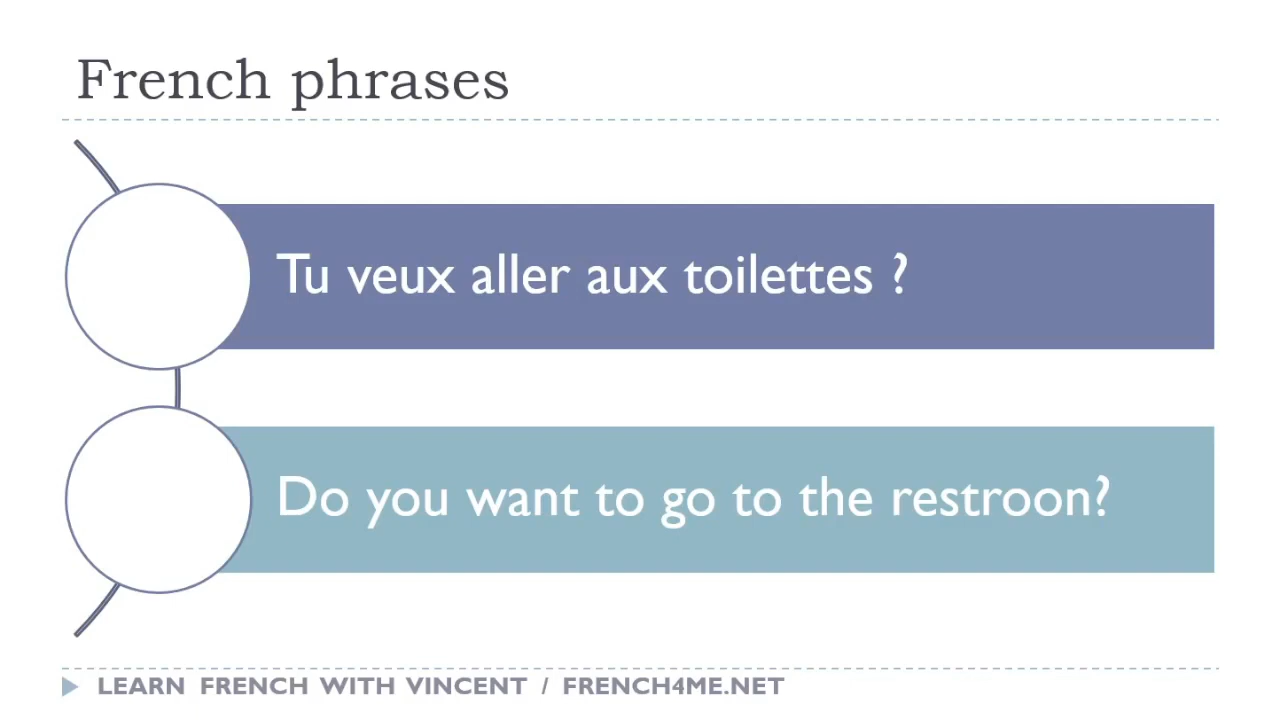 French phrases
Tu veux aller aux toilettes ?
Do you want to go to the restroon?
LEARN FRENCH WITH VINCENT / FRENCH4ME.NET